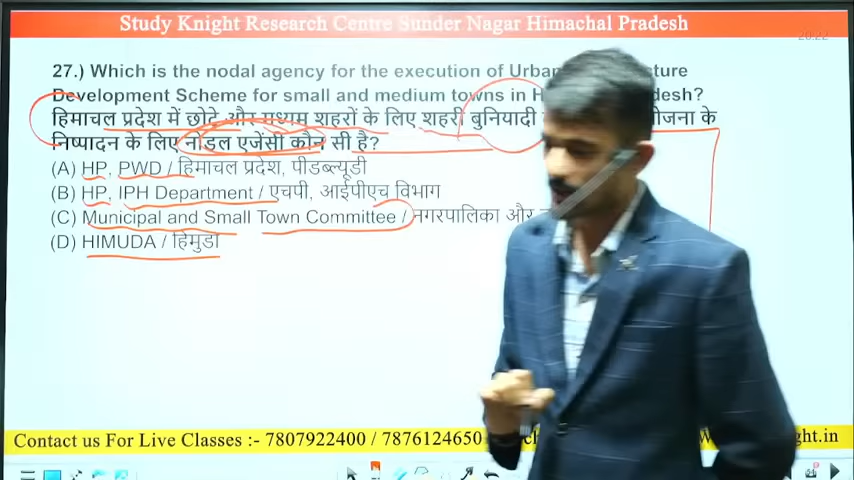 Study Knight Research Centre Sunder Nagar Himachal Pradesh
20:22
27.) Which is the nodal agency for the execution of Urban
Development Scheme for small and medium towns in
हिमाचल प्रदेश में छोटे और मध्यम शहरों के लिए शहरी बुनियादी
निष्पादन के लिए नोडल एजेंसी कौन सी है?
(A) HP, PWD / हिमाचल प्रदेश, पीडब्ल्यूडी
(B) HP, IPH Department / एचपी, आईपीएच विभाग
(C) Municipal and Small Town Committee / नगरपालिका और
(D) HIMUDA / हिमुडा
Contact us For Live Classes :- 7807922400 / 7876124650